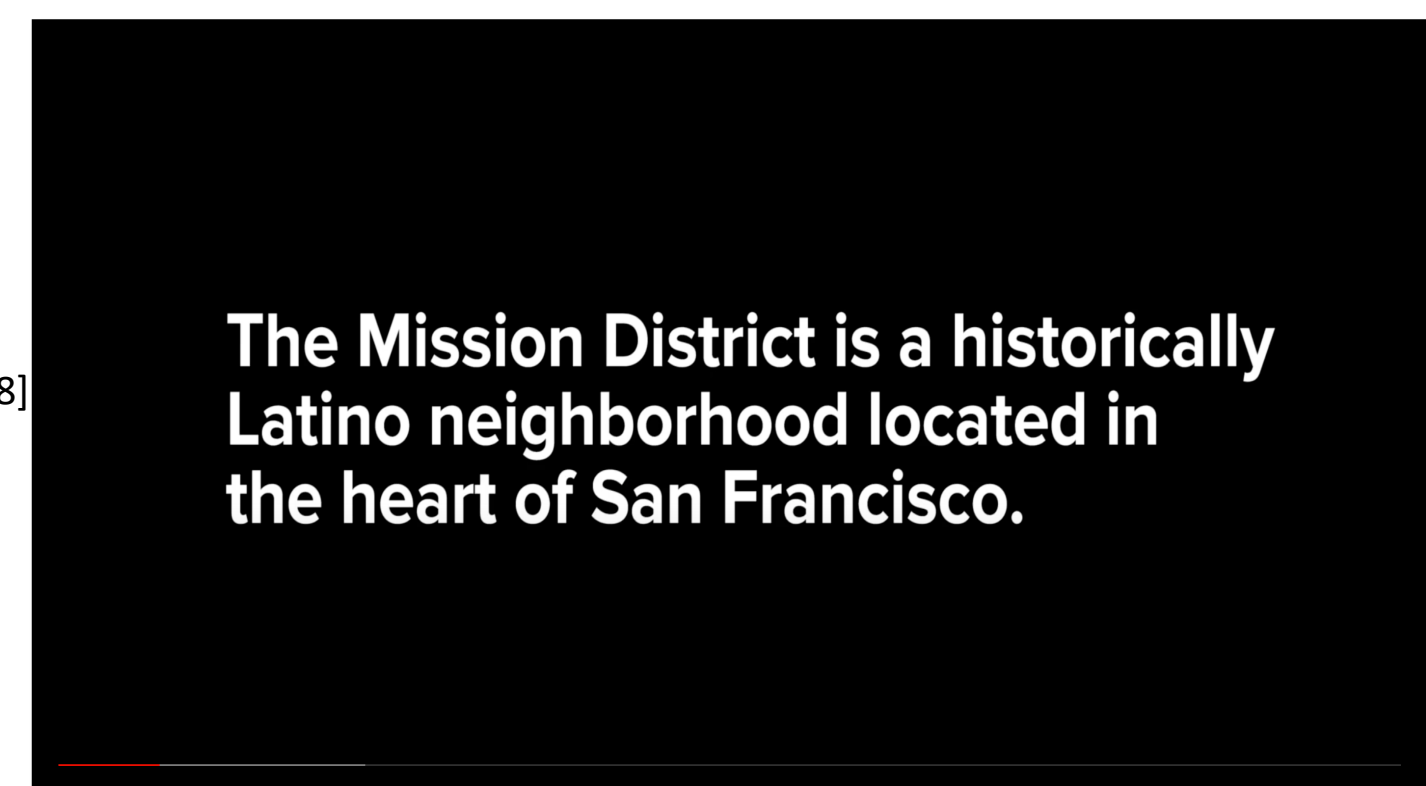 The Mission District is a historically
8]
Latino neighborhood located in
the heart of San Francisco.